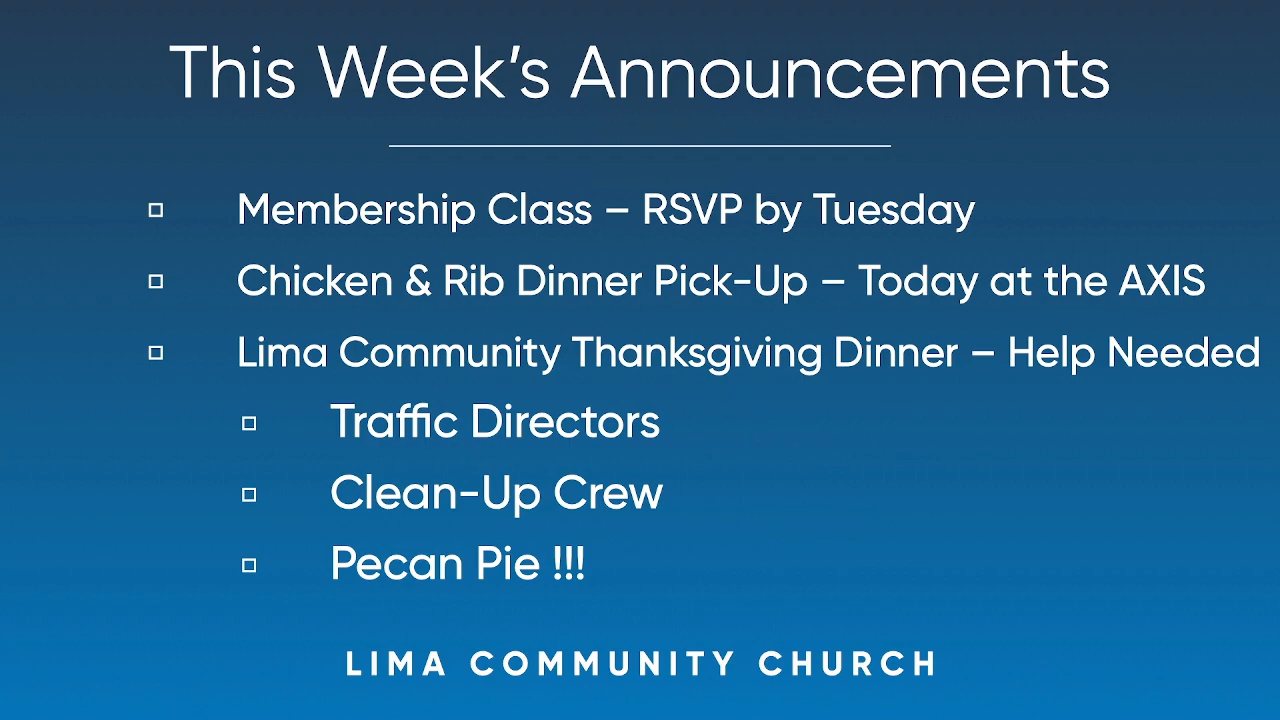 This Week’s Announcements
Membership Class – RSVP by Tuesday
Chicken & Rib Dinner Pick-Up – Today at the AXIS
Lima Community Thanksgiving Dinner – Help Needed
Traffic Directors
Clean-Up Crew
Pecan Pie !!!
LIMA COMMUNITY CHURCH